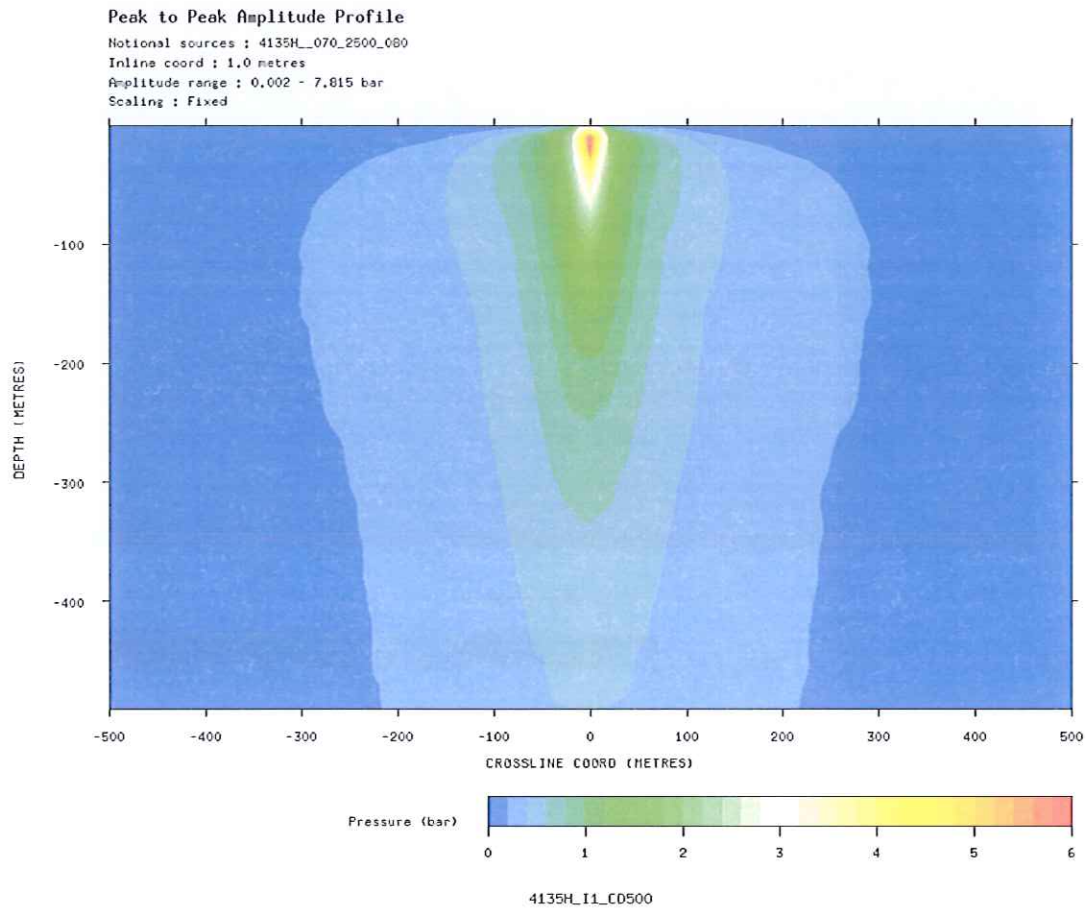 Peak to Peak Amplitude Profile
Notional sources : 4135H__070_2500_080
Inline coord : 1.0 metres
Amplitude range : 0.002 - 7.815 bar
Scaling : Fixed
-100
-200
-300
-400
DEPTH (METRES)
-500 -400 -300 -200 -100 0 100 200 300 400 500
CROSSLINE COORD (METRES)
Pressure (bar)
0 1 2 3 4 5 6
4135H_I1_CD500